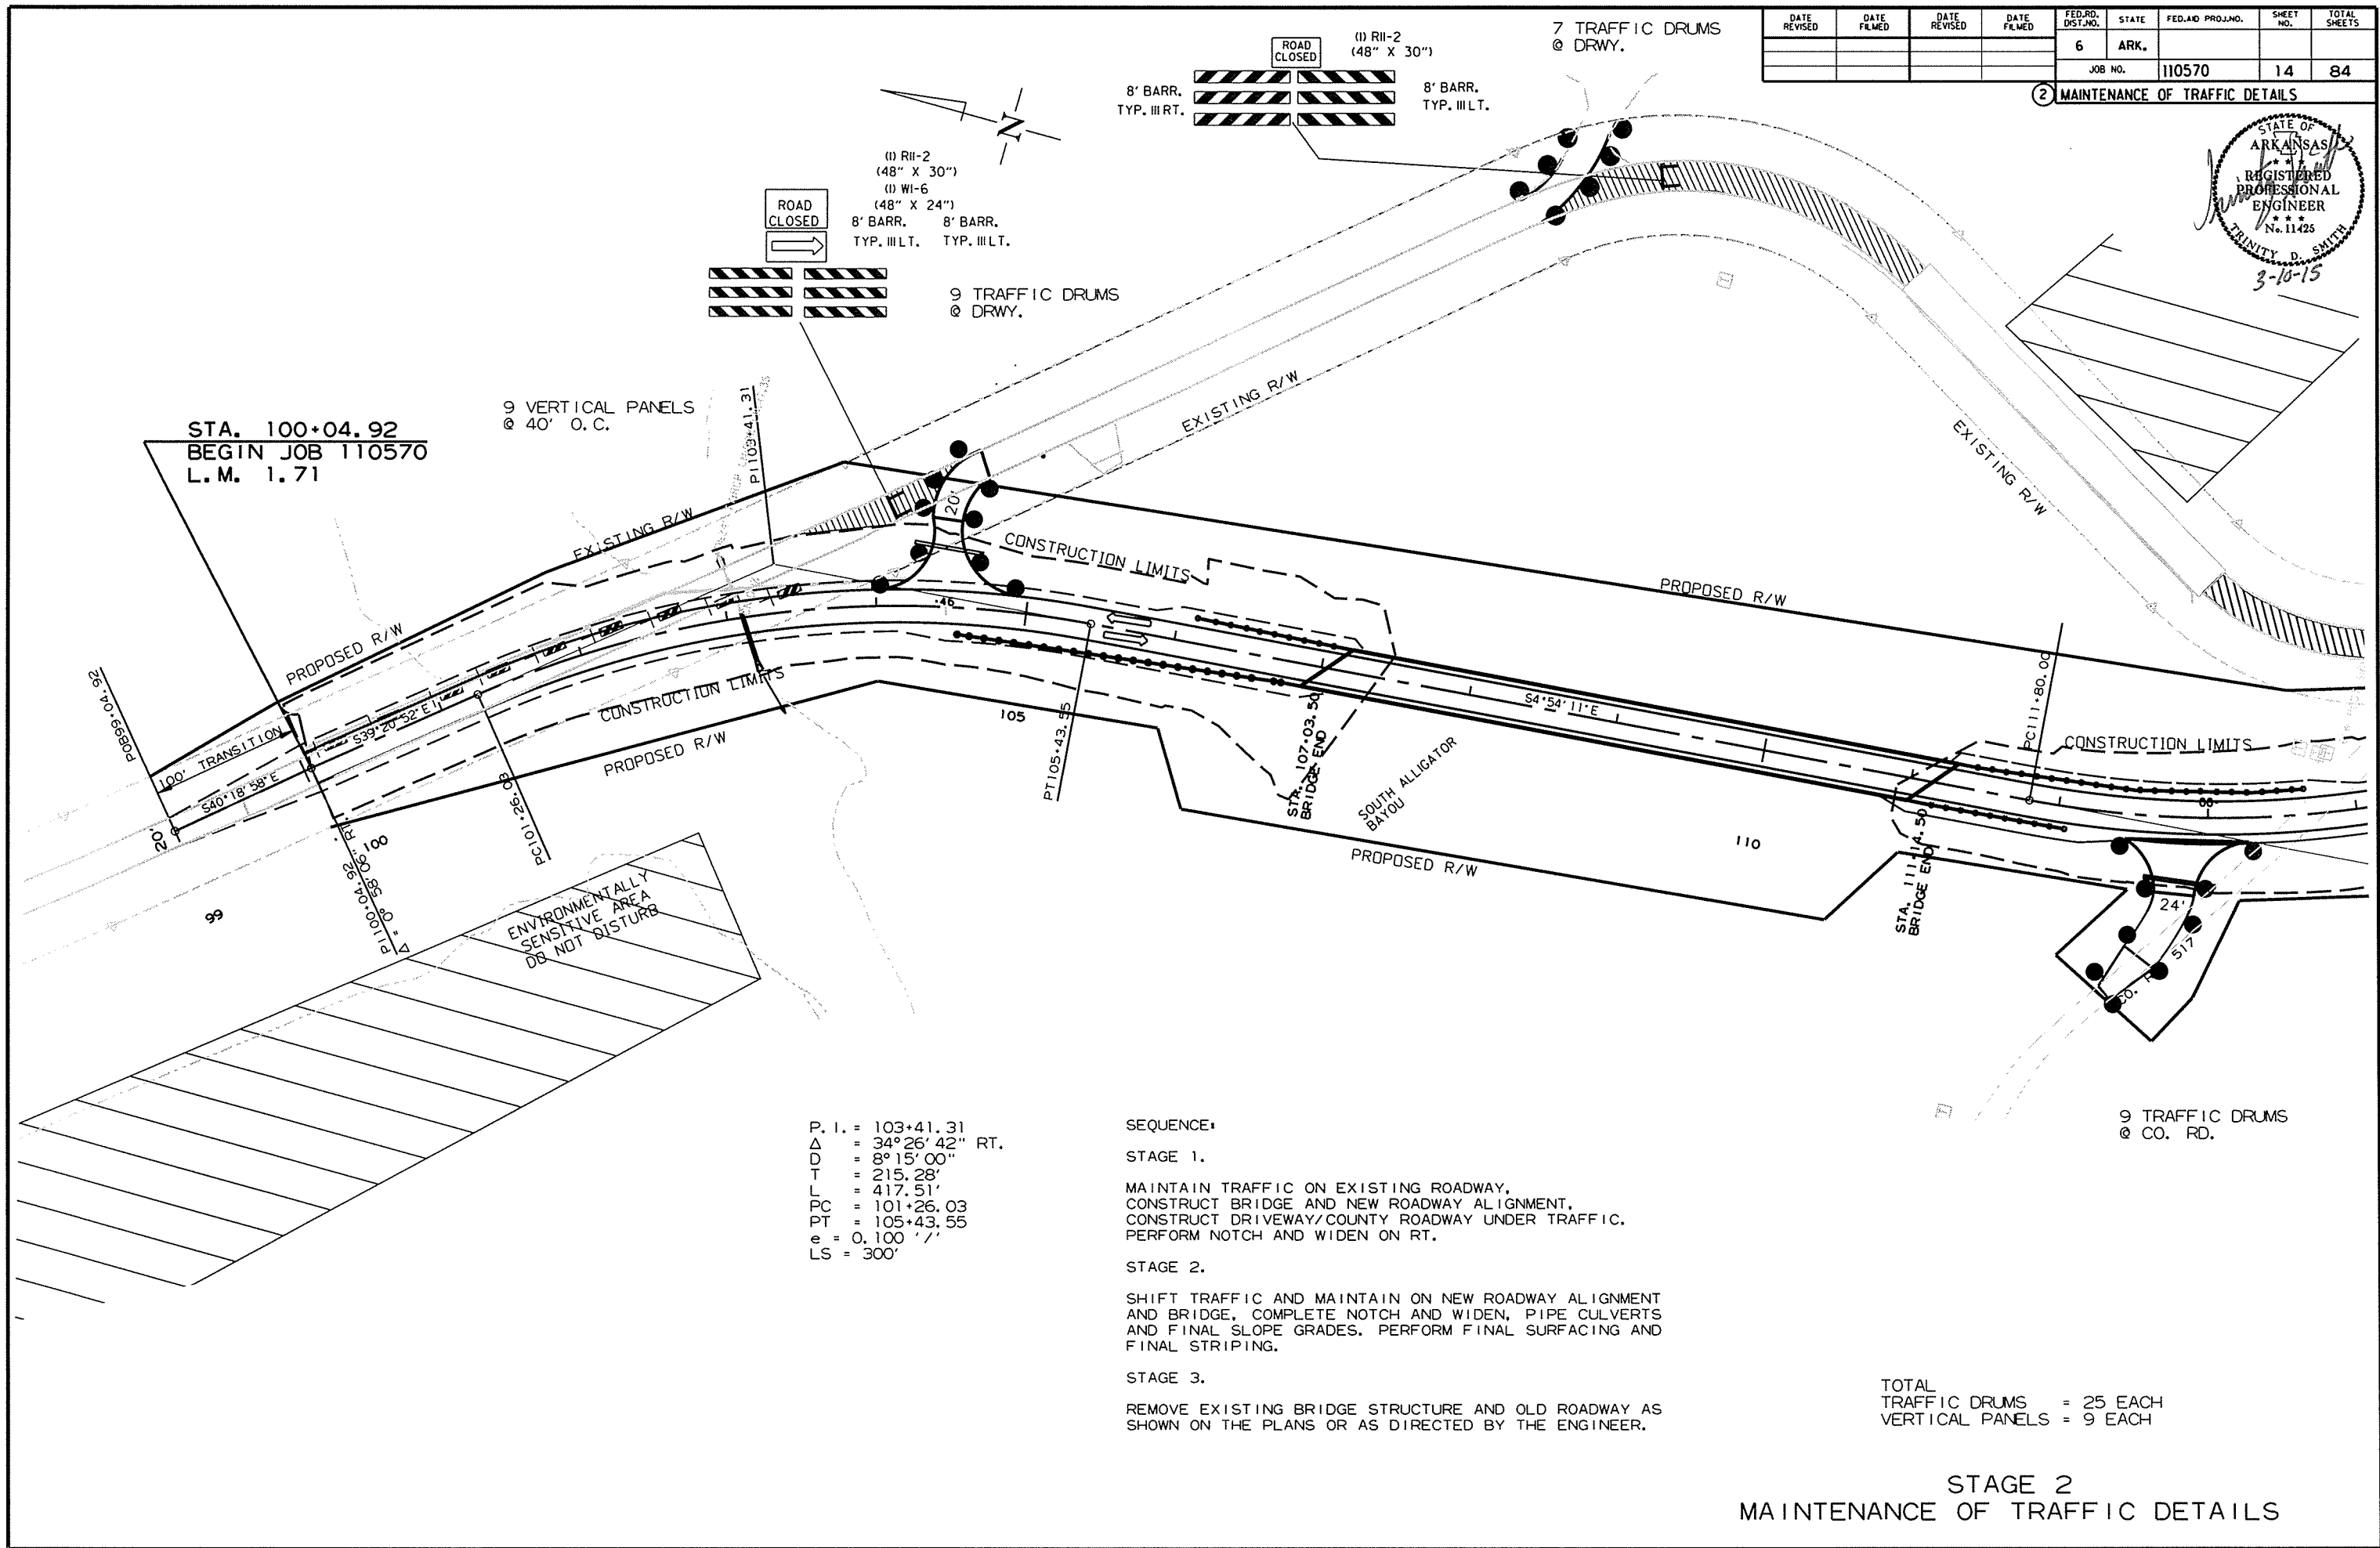 DATE REVISED
DATE FILMED
DATE REVISED
DATE FILMED
FED.RD. DIST.NO.
STATE
FED.AID PROJ.NO.
SHEET NO.
TOTAL SHEETS
6
ARK.
JOB NO.
110570
14
84
2
MAINTENANCE OF TRAFFIC DETAILS
STATE OF
ARKANSAS
★ ★ ★
REGISTERED
PROFESSIONAL
ENGINEER
★ ★ ★
No. 11425
TRINITY D. SMITH
3-10-15
7 TRAFFIC DRUMS
@ DRWY.
ROAD
CLOSED
(1) R11-2
(48" X 30")
8' BARR.
TYP. III RT.
8' BARR.
TYP. III LT.
N
(1) R11-2
(48" X 30")
(1) W1-6
(48" X 24")
ROAD
CLOSED
8' BARR.
TYP. III LT.
8' BARR.
TYP. III LT.
9 TRAFFIC DRUMS
@ DRWY.
9 VERTICAL PANELS
@ 40' O.C.
STA. 100+04.92
BEGIN JOB 110570
L.M. 1.71
PI103+41.31
EXISTING R/W
EXISTING R/W
EXISTING R/W
EXISTING R/W
20'
CONSTRUCTION LIMITS
PROPOSED R/W
PROPOSED R/W
POB99+04.92
100' TRANSITION
S40°18'58"E
S39°20'52"E
20'
99
100
PI100+04.92
Δ = 0° 58'06" RT.
PC101+26.03
CONSTRUCTION LIMITS
PROPOSED R/W
.46
105
PT105+43.55
STA. 107+03.50
BRIDGE END
SOUTH ALLIGATOR
BAYOU
S4°54'11"E
PROPOSED R/W
110
STA. 111+14.50
BRIDGE END
PC111+80.00
CONSTRUCTION LIMITS
24'
517
ENVIRONMENTALLY
SENSITIVE AREA
DO NOT DISTURB
9 TRAFFIC DRUMS
@ CO. RD.
P.I. = 103+41.31
Δ = 34°26'42" RT.
D = 8°15'00"
T = 215.28'
L = 417.51'
PC = 101+26.03
PT = 105+43.55
e = 0.100 '/'
LS = 300'
SEQUENCE:
STAGE 1.
MAINTAIN TRAFFIC ON EXISTING ROADWAY,
CONSTRUCT BRIDGE AND NEW ROADWAY ALIGNMENT,
CONSTRUCT DRIVEWAY/COUNTY ROADWAY UNDER TRAFFIC.
PERFORM NOTCH AND WIDEN ON RT.
STAGE 2.
SHIFT TRAFFIC AND MAINTAIN ON NEW ROADWAY ALIGNMENT
AND BRIDGE, COMPLETE NOTCH AND WIDEN, PIPE CULVERTS
AND FINAL SLOPE GRADES. PERFORM FINAL SURFACING AND
FINAL STRIPING.
STAGE 3.
REMOVE EXISTING BRIDGE STRUCTURE AND OLD ROADWAY AS
SHOWN ON THE PLANS OR AS DIRECTED BY THE ENGINEER.
TOTAL
TRAFFIC DRUMS = 25 EACH
VERTICAL PANELS = 9 EACH
STAGE 2
MAINTENANCE OF TRAFFIC DETAILS